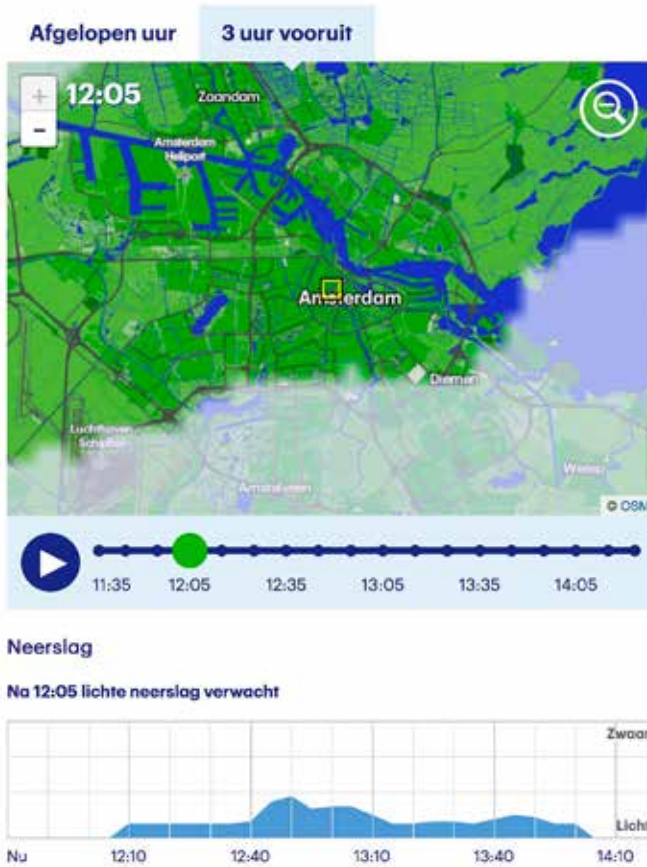 Afgelopen uur
3 uur vooruit
+
-
12:05
Zaandam
Amsterdam
Heliport
Amsterdam
Diemen
Luchthaven
Schiphol
Amstelveen
Weesp
© OSM
11:35 12:05 12:35 13:05 13:35 14:05
Neerslag
Na 12:05 lichte neerslag verwacht
Zwaar
Licht
Nu 12:10 12:40 13:10 13:40 14:10